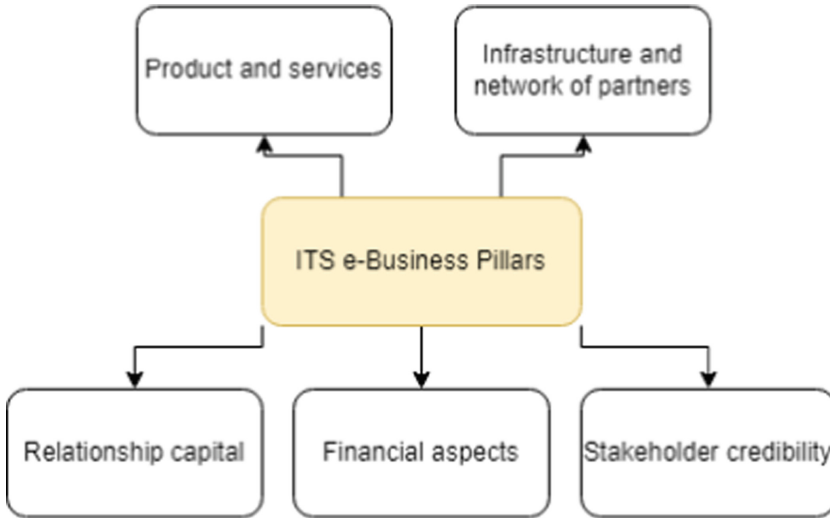 Product and services
Infrastructure and
network of partners
ITS e-Business Pillars
Relationship capital
Financial aspects
Stakeholder credibility